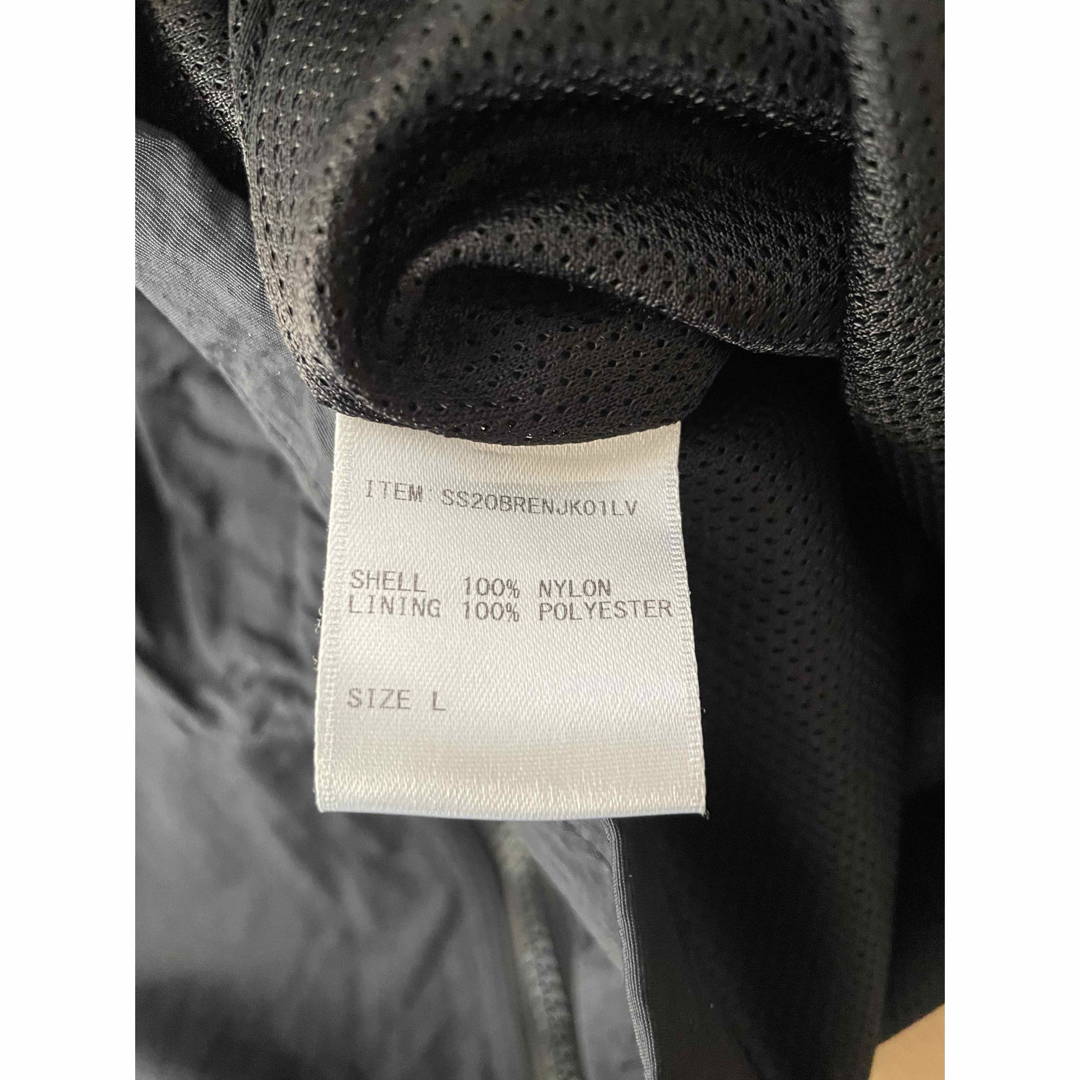 ITEM SS20BRENJK01LV
SHELL 100% NYLON
LINING 100% POLYESTER
SIZE L